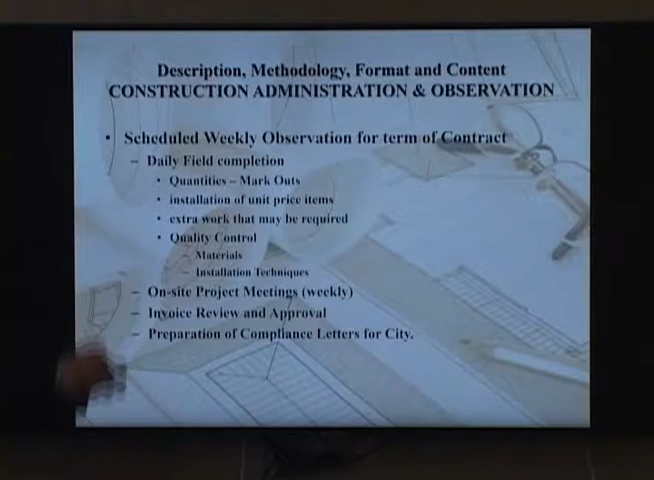 Description, Methodology, Format and Content
CONSTRUCTION ADMINISTRATION & OBSERVATION
• Scheduled Weekly Observation for term of Contract
– Daily Field completion
• Quantities – Mark Outs
• installation of unit price items
• extra work that may be required
• Quality Control
– Materials
– Installation Techniques
– On-site Project Meetings (weekly)
– Invoice Review and Approval
– Preparation of Compliance Letters for City.